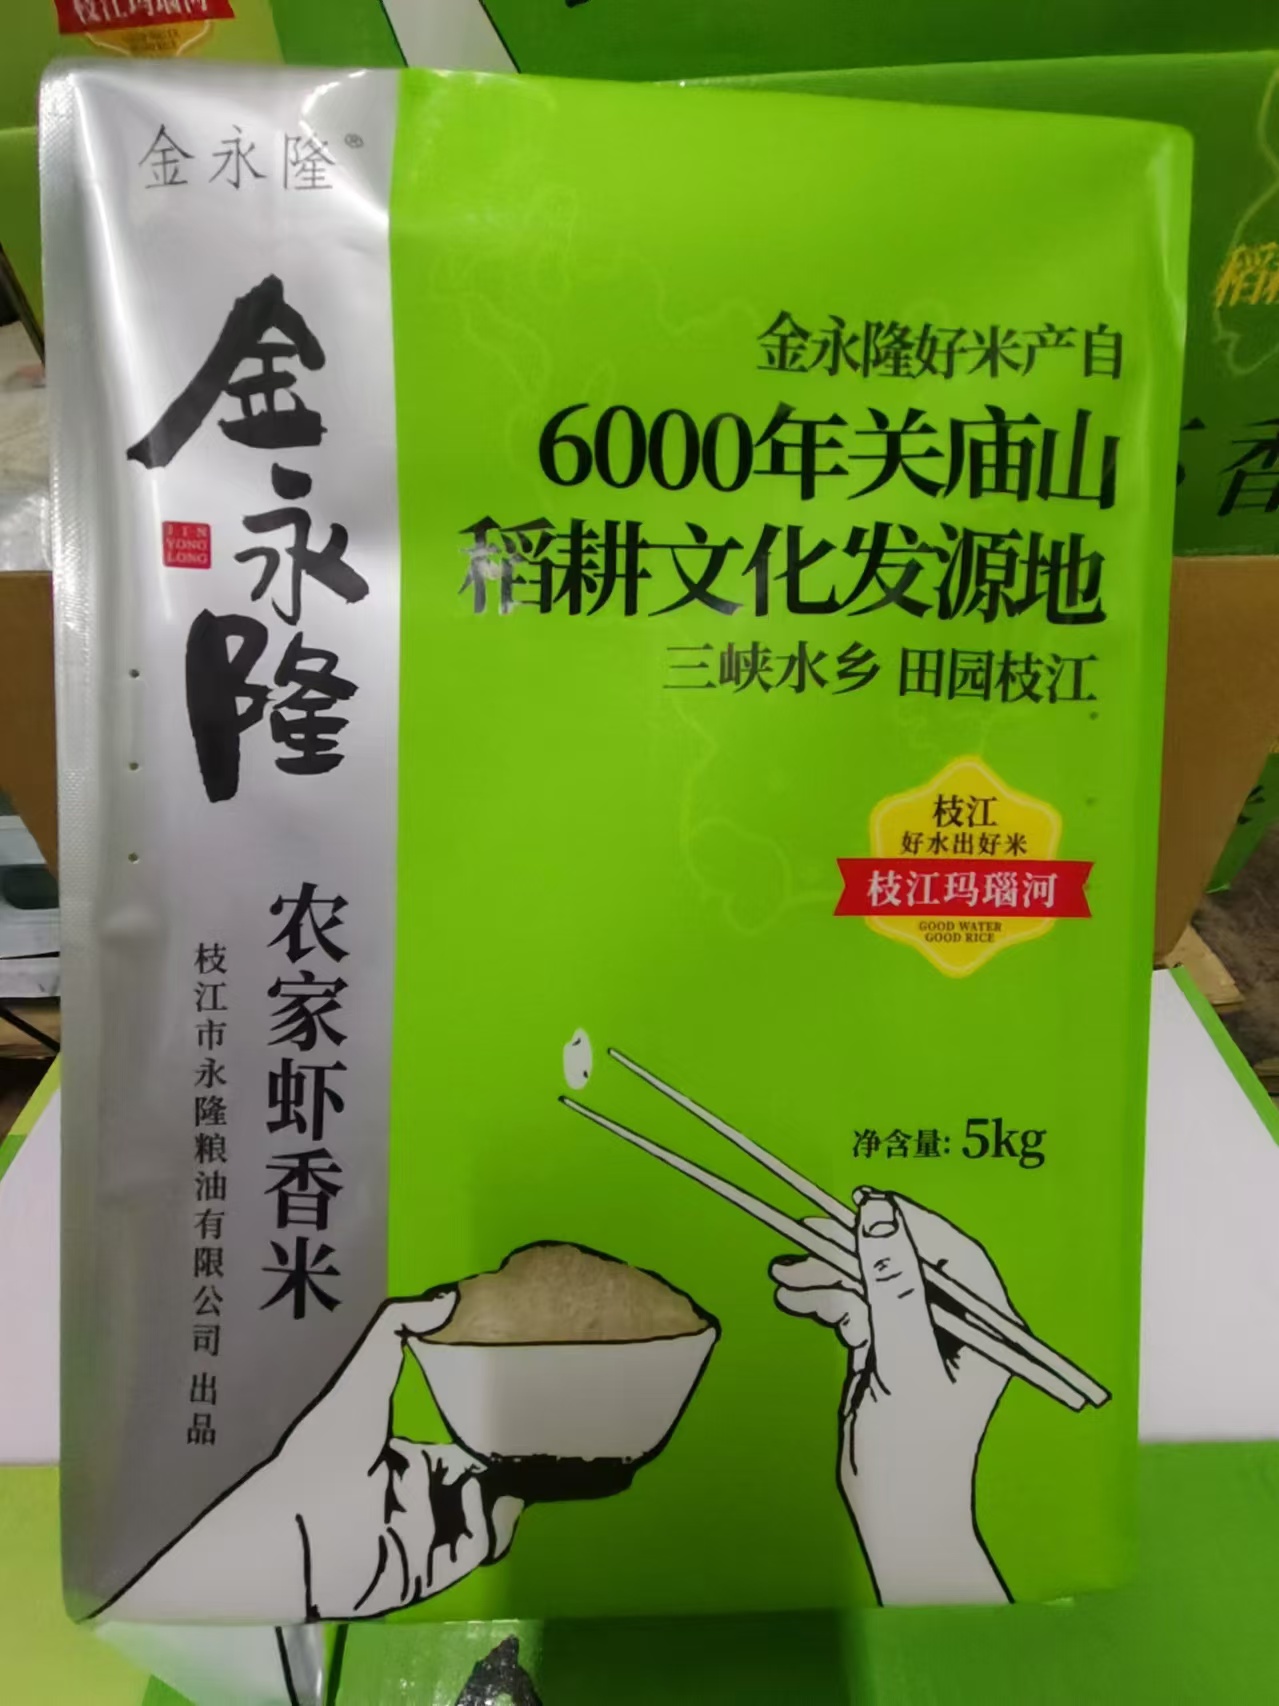 枝江玛瑙河
金永隆®
金永隆
JIN
YONG
LONG
农家虾香米
枝江市永隆粮油有限公司 出品
金永隆好米产自
6000年关庙山
稻耕文化发源地
三峡水乡 田园枝江
枝江
好水出好米
枝江玛瑙河
GOOD WATER
GOOD RICE
净含量: 5kg
稻
香